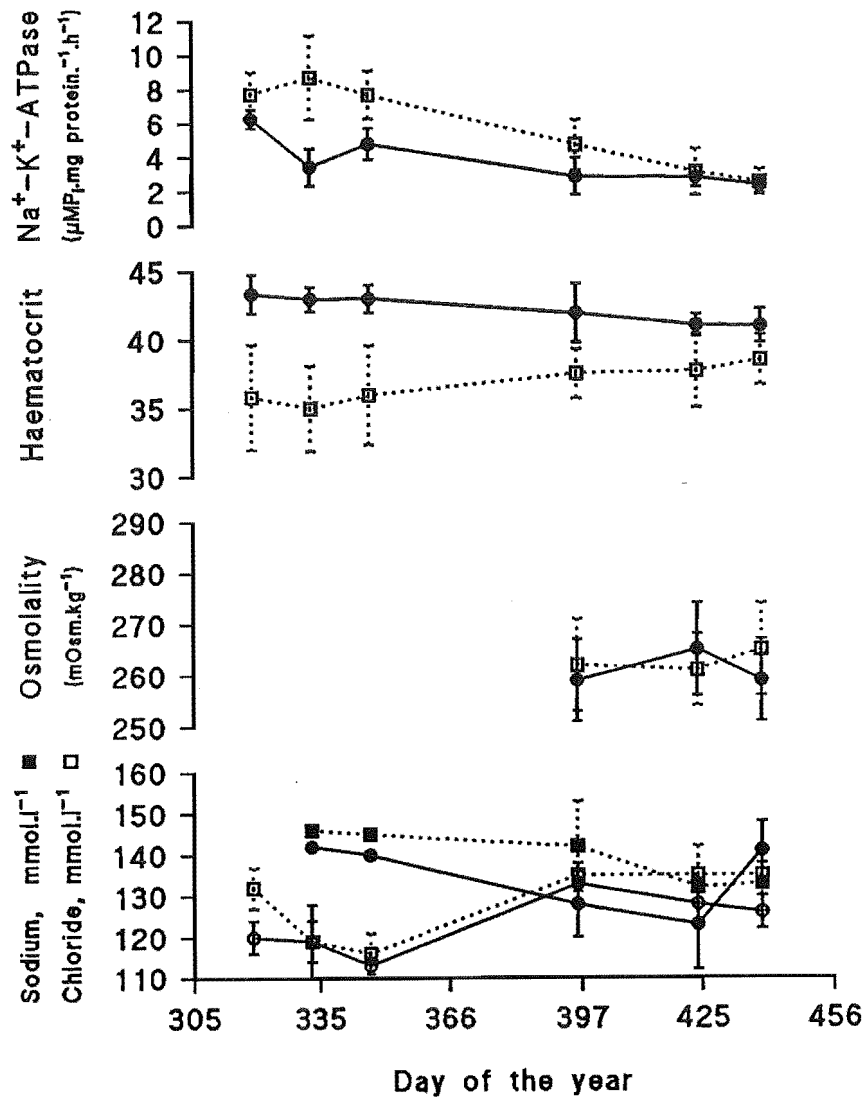 Na⁺–K⁺–ATPase
(µMPᵢ.mg protein.⁻¹.h⁻¹)
12
10
8
6
4
2
0
Haematocrit
45
40
35
30
Osmolality
(mOsm.kg⁻¹)
290
280
270
260
250
Sodium, mmol.l⁻¹ ■
Chloride, mmol.l⁻¹ □
160
150
140
130
120
110
305 335 366 397 425 456
Day of the year